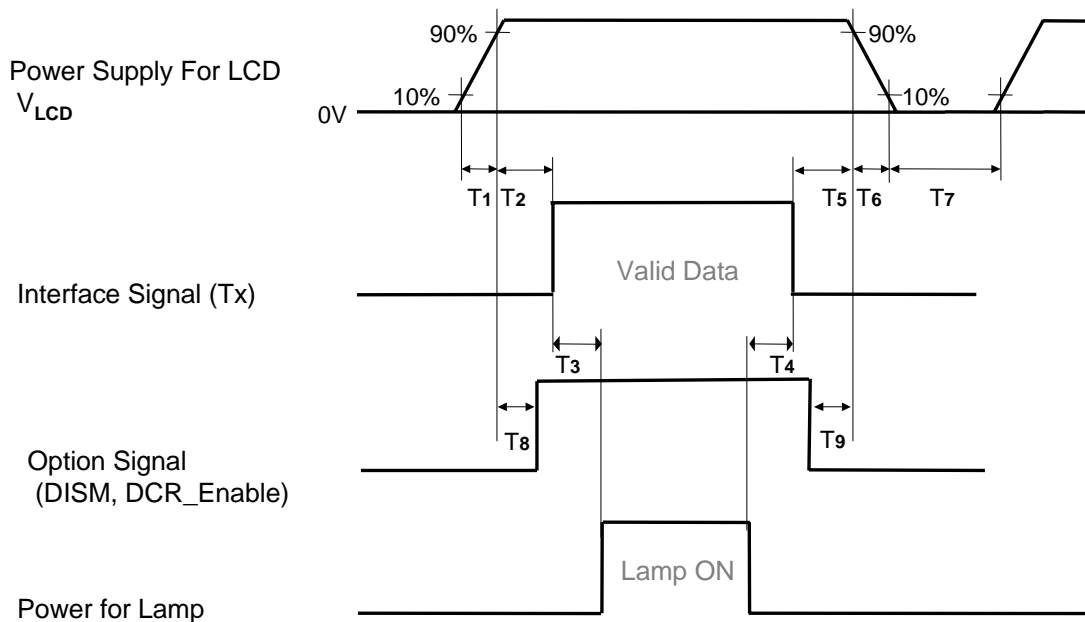 90%
90%
Power Supply For LCD
10%
10%
VLCD
0V
T1
T2
T5
T6
T7
Valid Data
Interface Signal (Tx)
T3
T4
T8
T9
Option Signal
(DISM, DCR_Enable)
Lamp ON
Power for Lamp